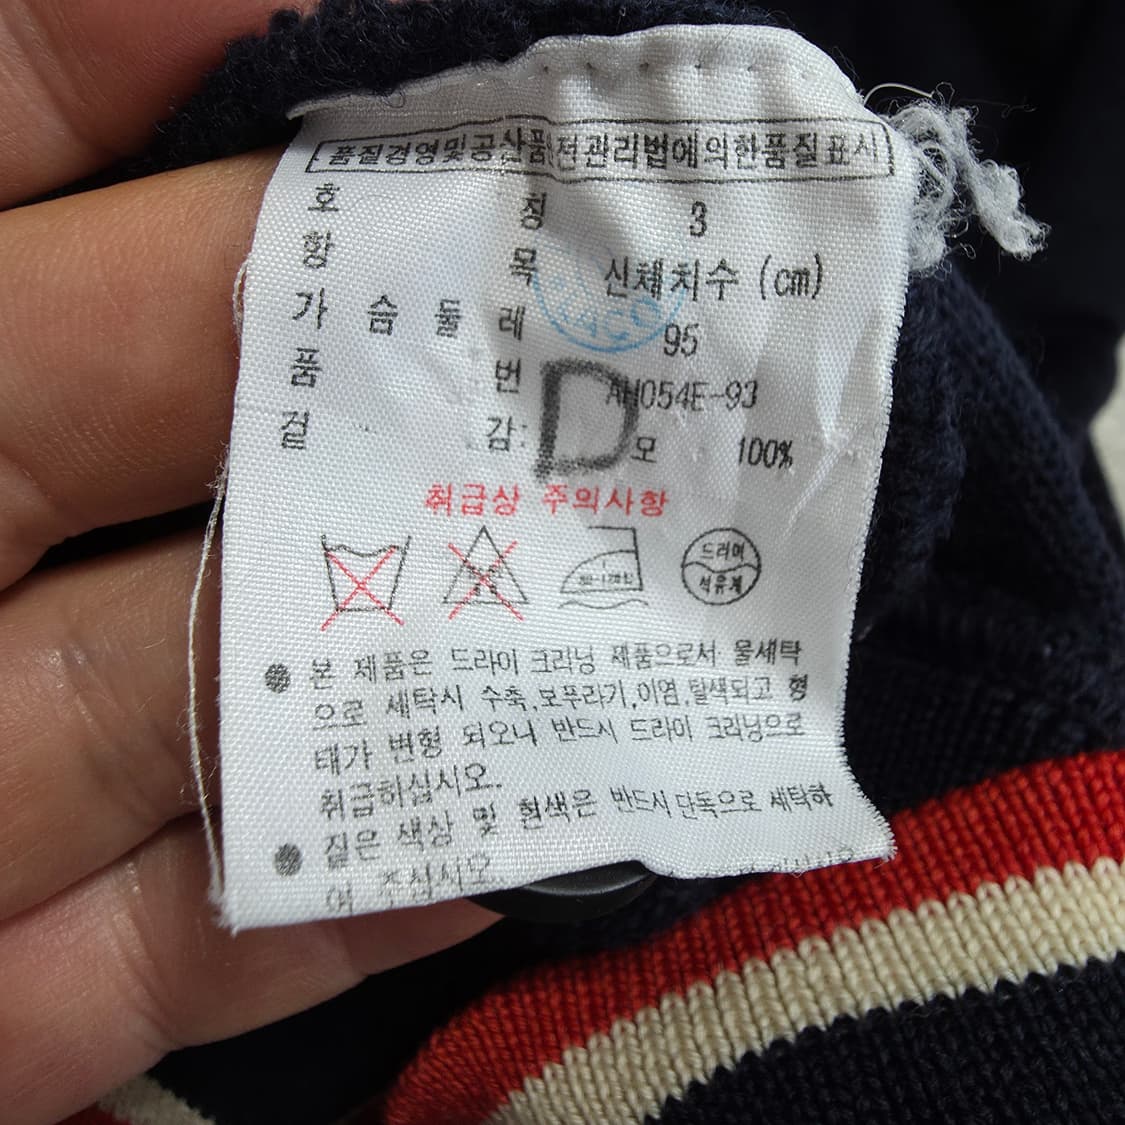 품질경영및공산품안전관리법에의한품질표시
호 칭 3
항 목 신체치수 (cm)
가 슴 둘 레 95
품 번 AH054E-93
겉 감: 모 100%
D
취급상 주의사항
드라이
석유계
● 본 제품은 드라이 크리닝 제품으로서 물세탁
으로 세탁시 수축,보푸라기,이염,탈색되고 형
태가 변형 되오니 반드시 드라이 크리닝으로
취급하십시오.
● 짙은 색상 및 흰색은 반드시 단독으로 세탁하
여 주십시오